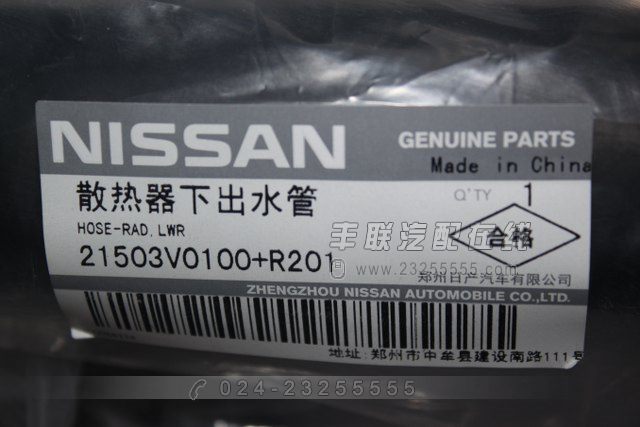 NISSAN
GENUINE PARTS
Made in China
散热器下出水管
Q'TY 1
HOSE-RAD,LWR
合格
丰联汽配在线
21503V0100+R201
www.23255555.com
郑州日产汽车有限公司
ZHENGZHOU NISSAN AUTOMOBILE CO.,LTD.
地址:郑州市中牟县建设南路111号
024-23255555